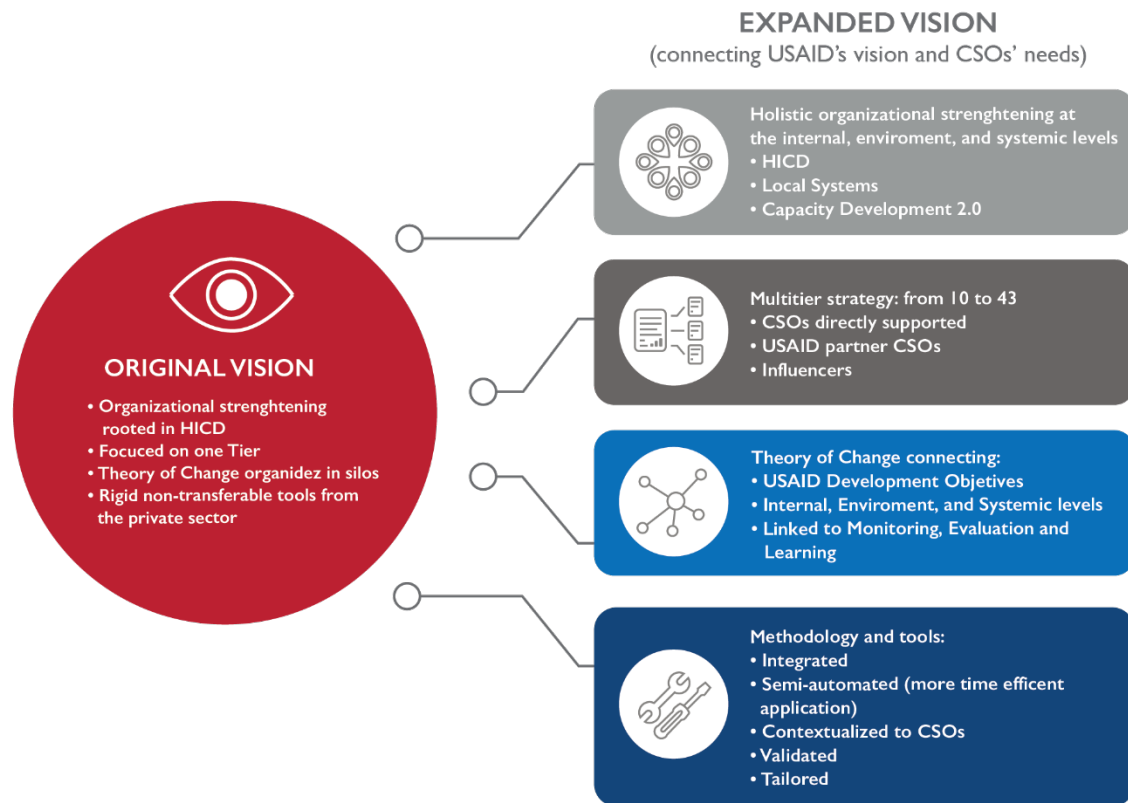 EXPANDED VISION
(connecting USAID's vision and CSOs' needs)
ORIGINAL VISION
• Organizational strenghtening
rooted in HICD
• Focuced on one Tier
• Theory of Change organidez in silos
• Rigid non-transferable tools from
the private sector
Holistic organizational strenghtening at
the internal, enviroment, and systemic levels
• HICD
• Local Systems
• Capacity Development 2.0
Multitier strategy: from 10 to 43
• CSOs directly supported
• USAID partner CSOs
• Influencers
Theory of Change connecting:
• USAID Development Objetives
• Internal, Enviroment, and Systemic levels
• Linked to Monitoring, Evaluation and
Learning
Methodology and tools:
• Integrated
• Semi-automated (more time efficent
application)
• Contextualized to CSOs
• Validated
• Tailored